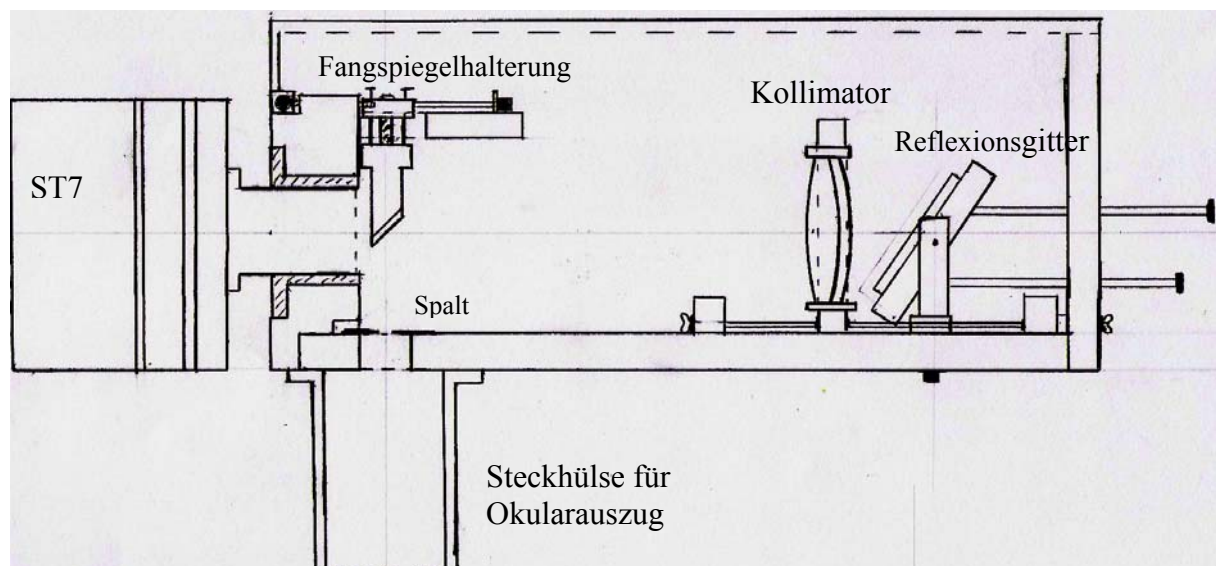 Fangspiegelhalterung
Kollimator
Reflexionsgitter
ST7
Spalt
Steckhülse für
Okularauszug